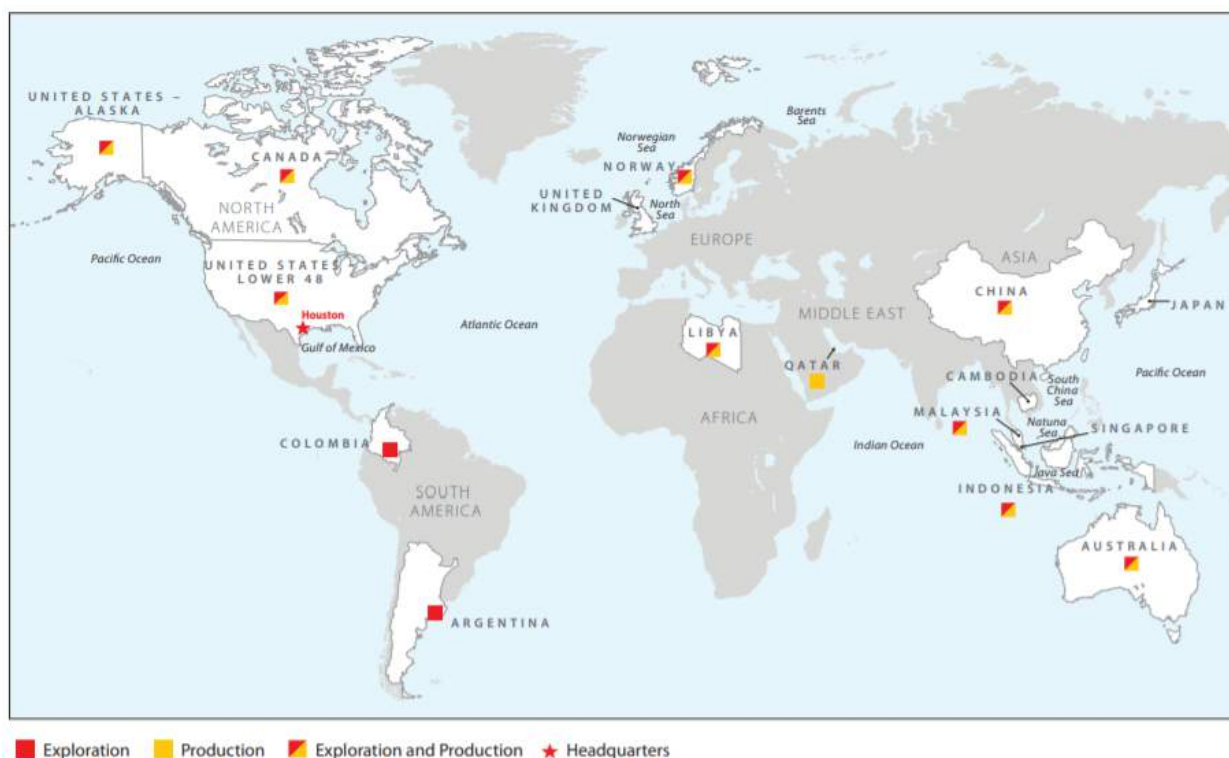 UNITED STATES –
ALASKA
CANADA
NORTH
AMERICA
Pacific Ocean
UNITED STATES
LOWER 48
Houston
Gulf of Mexico
Atlantic Ocean
COLOMBIA
SOUTH
AMERICA
ARGENTINA
Barents
Sea
Norwegian
Sea
NORWAY
UNITED
KINGDOM
North
Sea
EUROPE
ASIA
CHINA
JAPAN
MIDDLE EAST
LIBYA
QATAR
AFRICA
CAMBODIA
South
China
Sea
Pacific Ocean
MALAYSIA
Natuna
Sea
SINGAPORE
Indian Ocean
Java Sea
INDONESIA
AUSTRALIA
Exploration
Production
Exploration and Production
Headquarters